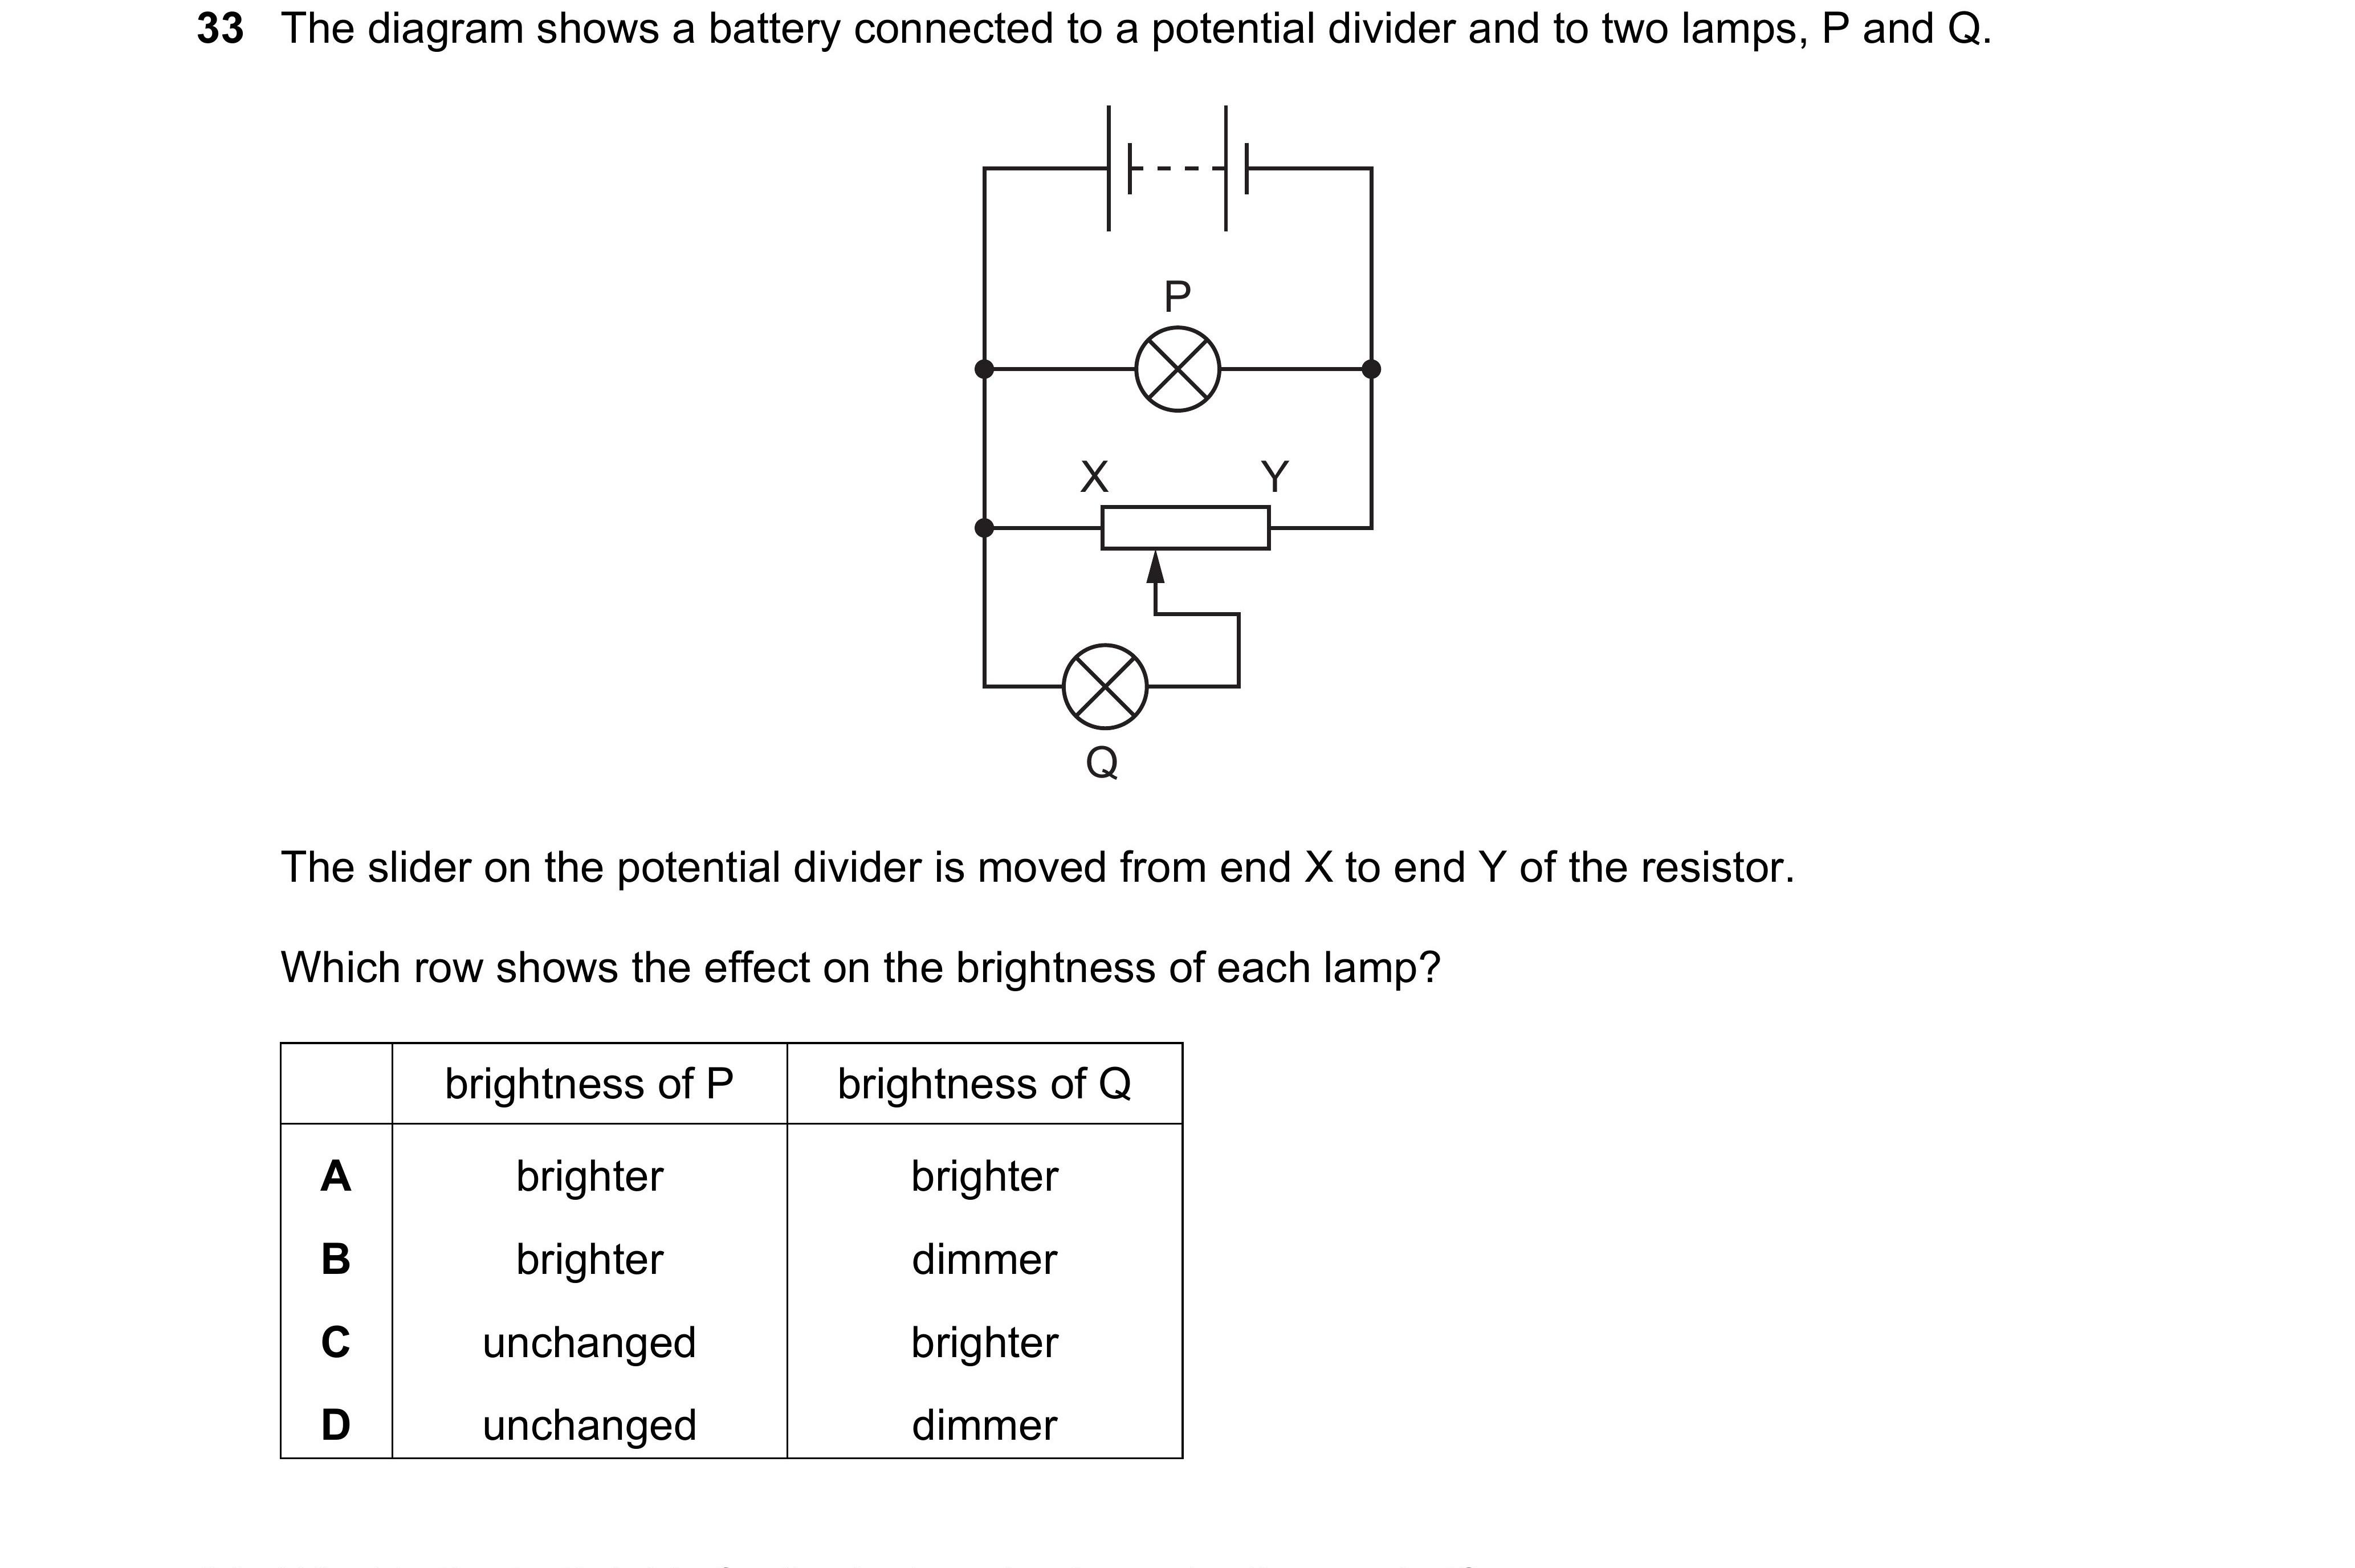 33 The diagram shows a battery connected to a potential divider and to two lamps, P and Q.
P
X Y
Q
The slider on the potential divider is moved from end X to end Y of the resistor.
Which row shows the effect on the brightness of each lamp?
brightness of P brightness of Q
A brighter brighter
B brighter dimmer
C unchanged brighter
D unchanged dimmer